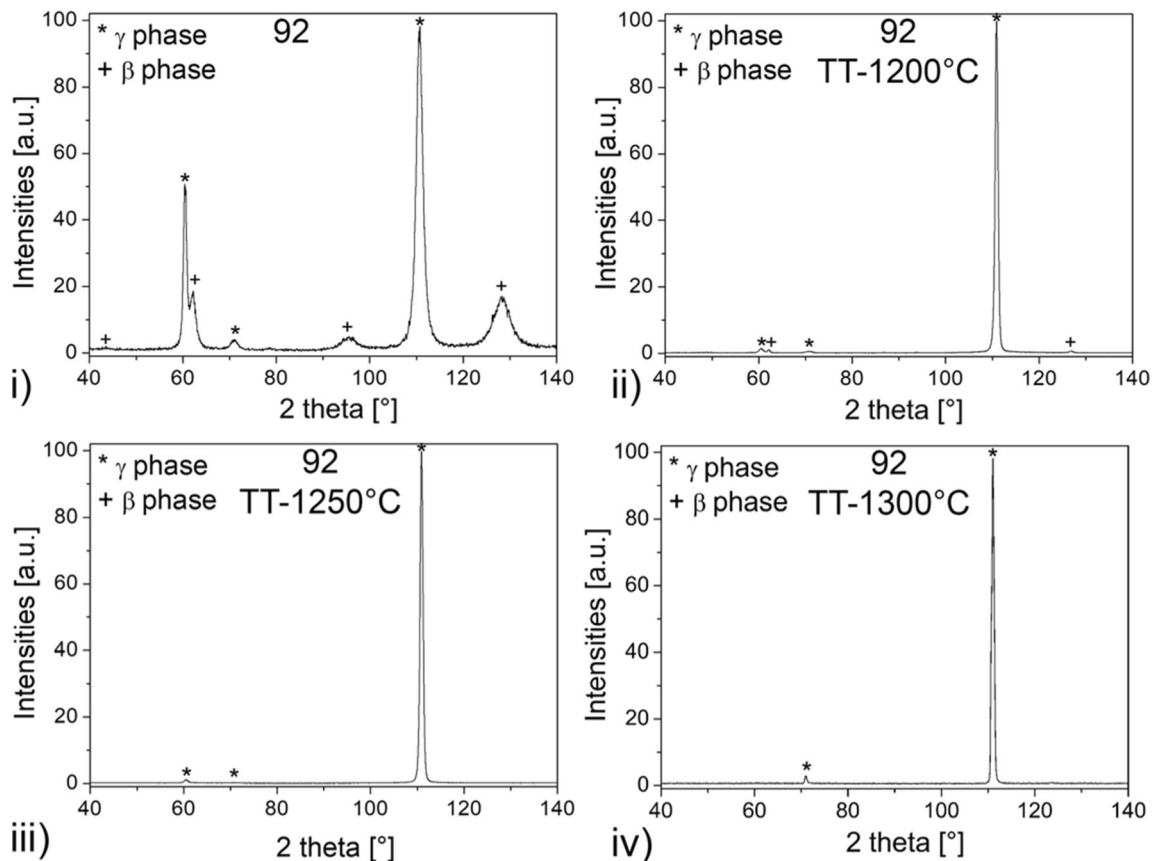 * γ phase
+ β phase
92
Intensities [a.u.]
100
80
60
40
20
0
* * * *
+ + + +
40 60 80 100 120 140
2 theta [°]
i)
* γ phase
+ β phase
92
TT-1200°C
Intensities [a.u.]
100
80
60
40
20
0
* + * * +
40 60 80 100 120 140
2 theta [°]
ii)
* γ phase
+ β phase
92
TT-1250°C
Intensities [a.u.]
100
80
60
40
20
0
* * *
40 60 80 100 120 140
2 theta [°]
iii)
* γ phase
+ β phase
92
TT-1300°C
Intensities [a.u.]
100
80
60
40
20
0
* *
40 60 80 100 120 140
2 theta [°]
iv)